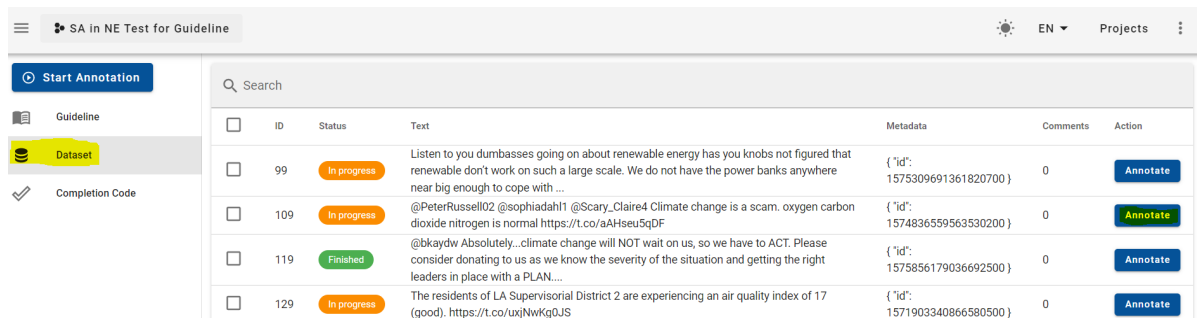 SA in NE Test for Guideline
EN
Projects
Start Annotation
Search
Guideline
Dataset
Completion Code
ID Status Text Metadata Comments Action
99 In progress Listen to you dumbasses going on about renewable energy has you knobs not figured that { "id": 0 Annotate
renewable don't work on such a large scale. We do not have the power banks anywhere 1575309691361820700 }
near big enough to cope with ...
109 In progress @PeterRussell02 @sophiadahl1 @Scary_Claire4 Climate change is a scam. oxygen carbon { "id": 0 Annotate
dioxide nitrogen is normal https://t.co/aAHseu5qDF 1574836559563530200 }
119 Finished @bkaydw Absolutely...climate change will NOT wait on us, so we have to ACT. Please { "id": 0 Annotate
consider donating to us as we know the severity of the situation and getting the right 1575856179036692500 }
leaders in place with a PLAN....
129 In progress The residents of LA Supervisorial District 2 are experiencing an air quality index of 17 { "id": 0 Annotate
(good). https://t.co/uxjNwKg0JS 1571903340866580500 }